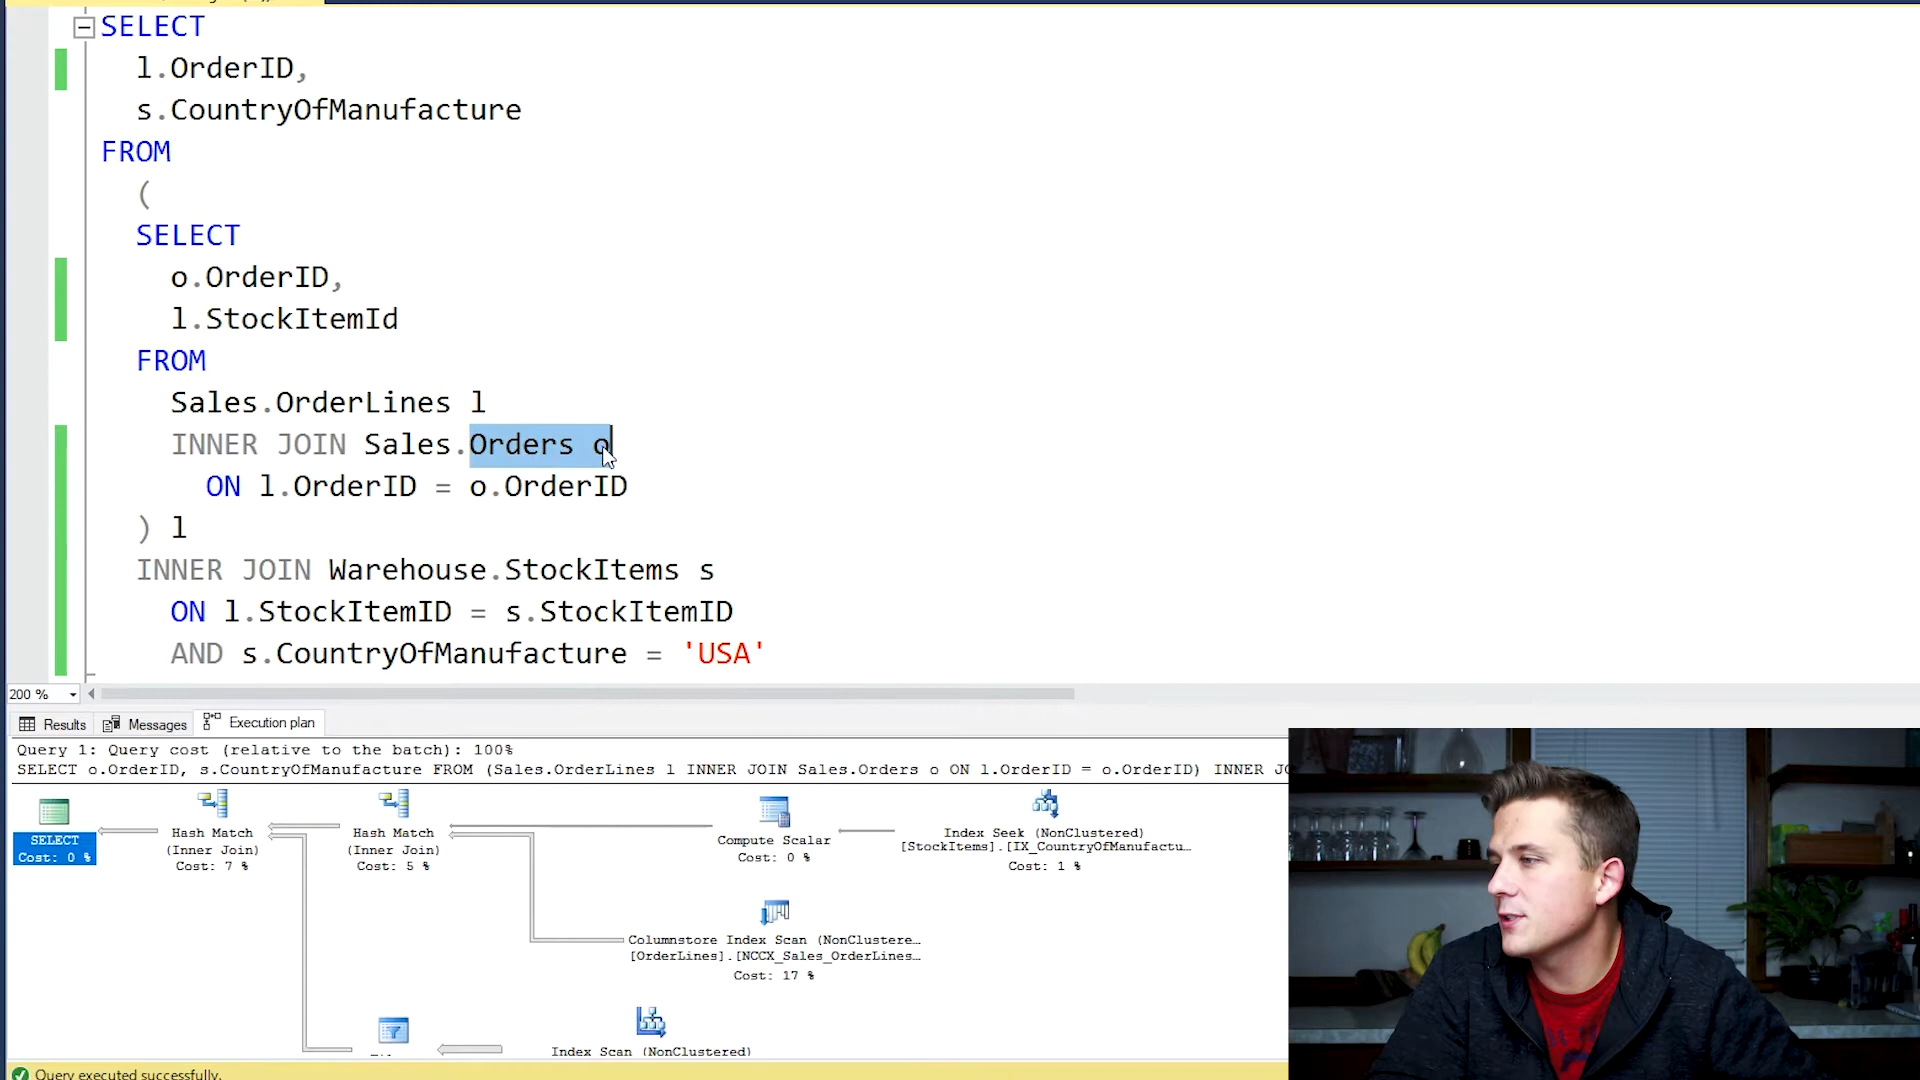 SELECT
l.OrderID,
s.CountryOfManufacture
FROM
(
SELECT
o.OrderID,
l.StockItemId
FROM
Sales.OrderLines l
INNER JOIN Sales.Orders o
ON l.OrderID = o.OrderID
) l
INNER JOIN Warehouse.StockItems s
ON l.StockItemID = s.StockItemID
AND s.CountryOfManufacture = 'USA'
200 %
Results Messages Execution plan
Query 1: Query cost (relative to the batch): 100%
SELECT o.OrderID, s.CountryOfManufacture FROM (Sales.OrderLines l INNER JOIN Sales.Orders o ON l.OrderID = o.OrderID) INNER
SELECT
Cost: 0 %
Hash Match
(Inner Join)
Cost: 7 %
Hash Match
(Inner Join)
Cost: 5 %
Compute Scalar
Cost: 0 %
Index Seek (NonClustered)
[StockItems].[IX_CountryOfManufactu...
Cost: 1 %
Columnstore Index Scan (NonClustere...
[OrderLines].[NCCX_Sales_OrderLines...
Cost: 17 %
Index Scan (NonClustered)
Query executed successfully.